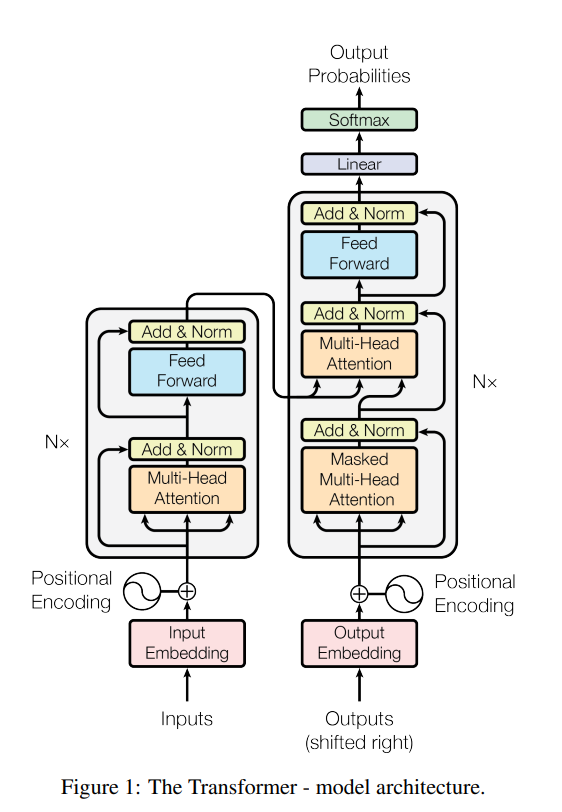 Output
Probabilities
Softmax
Linear
Add & Norm
Feed
Forward
Add & Norm
Multi-Head
Attention
Add & Norm
Masked
Multi-Head
Attention
Nx
Add & Norm
Feed
Forward
Add & Norm
Multi-Head
Attention
Nx
Positional
Encoding
Positional
Encoding
Input
Embedding
Output
Embedding
Inputs
Outputs
(shifted right)
Figure 1: The Transformer - model architecture.